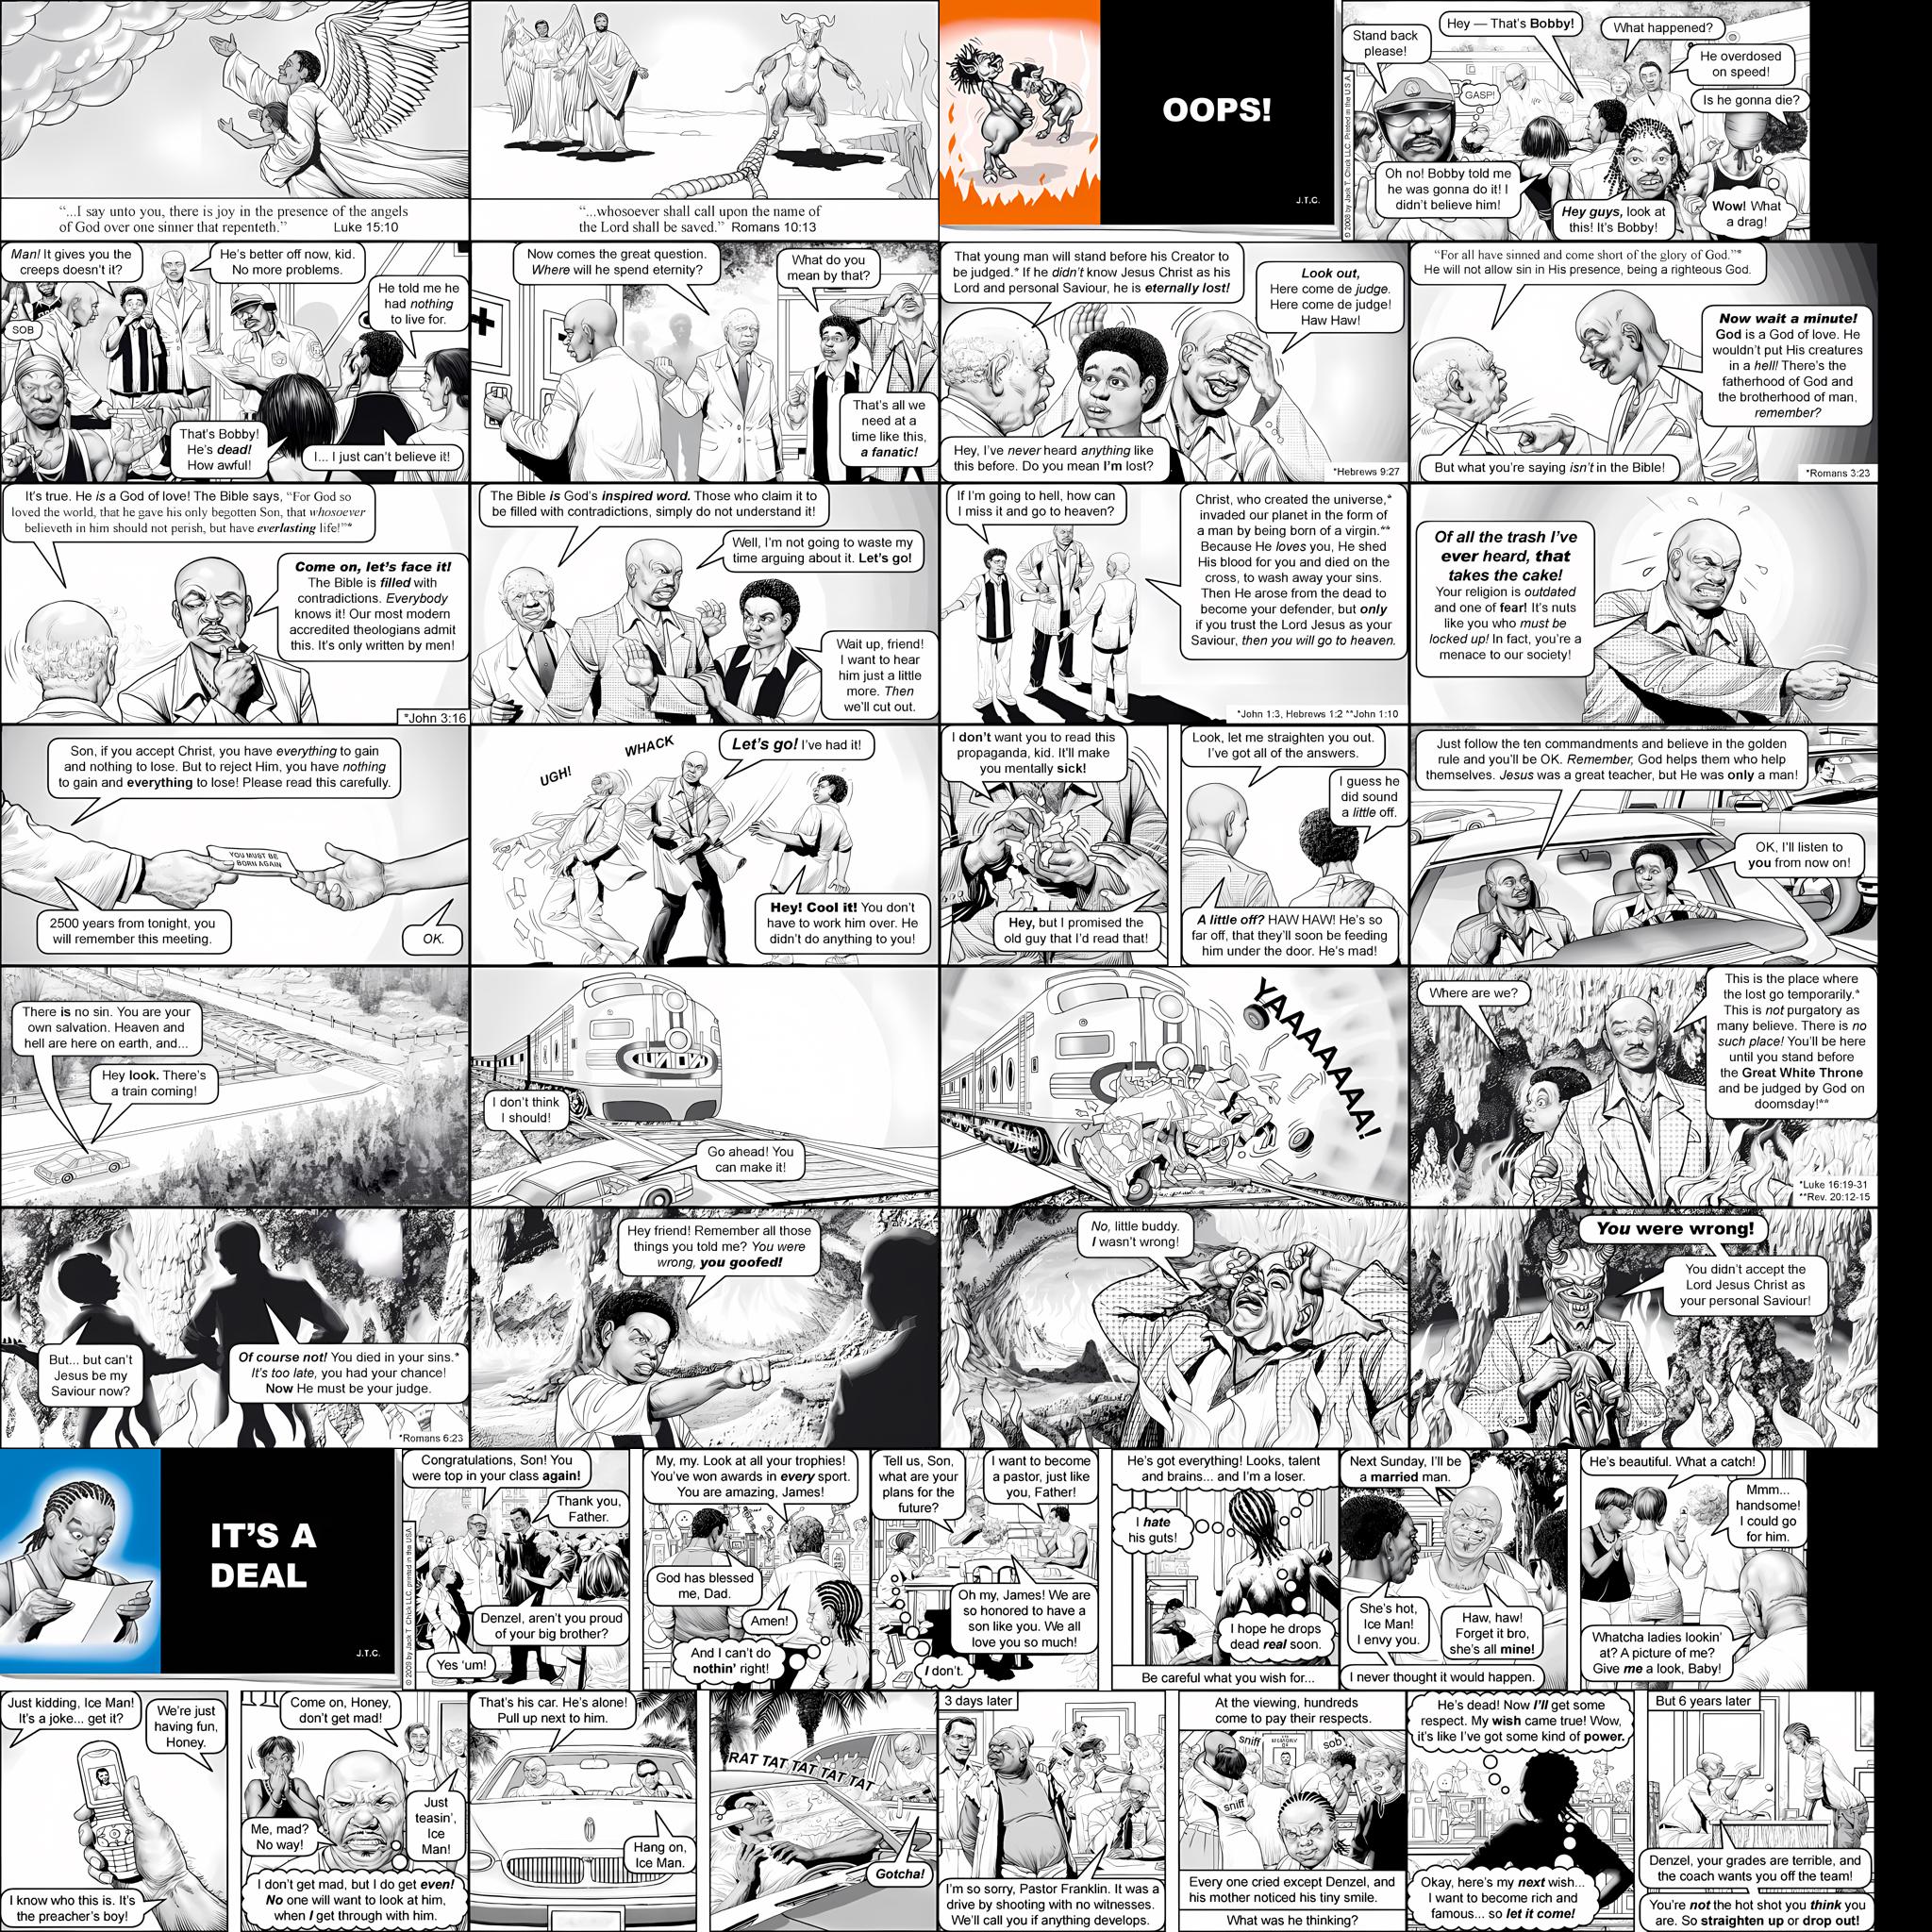 "...I say unto you, there is joy in the presence of the angels
of God over one sinner that repenteth." Luke 15:10
"...whosoever shall call upon the name of
the Lord shall be saved." Romans 10:13
OOPS!
J.T.C.
© 2008 by Jack T. Chick LLC. Printed in the U.S.A.
Stand back
please!
Hey — That's Bobby!
What happened?
He overdosed
on speed!
GASP!
Is he gonna die?
Oh no! Bobby told me
he was gonna do it! I
didn't believe him!
Hey guys, look at
this! It's Bobby!
Wow! What
a drag!
Man! It gives you the
creeps doesn't it?
He's better off now, kid.
No more problems.
He told me he
had nothing
to live for.
SOB
That's Bobby!
He's dead!
How awful!
I... I just can't believe it!
Now comes the great question.
Where will he spend eternity?
What do you
mean by that?
That's all we
need at a
time like this,
a fanatic!
That young man will stand before his Creator to
be judged.* If he didn't know Jesus Christ as his
Lord and personal Saviour, he is eternally lost!
Look out,
Here come de judge.
Here come de judge!
Haw Haw!
Hey, I've never heard anything like
this before. Do you mean I'm lost?
*Hebrews 9:27
"For all have sinned and come short of the glory of God."*
He will not allow sin in His presence, being a righteous God.
Now wait a minute!
God is a God of love. He
wouldn't put His creatures
in a hell! There's the
fatherhood of God and
the brotherhood of man,
remember?
But what you're saying isn't in the Bible!
*Romans 3:23
It's true. He is a God of love! The Bible says, "For God so
loved the world, that he gave his only begotten Son, that whosoever
believeth in him should not perish, but have everlasting life!"*
Come on, let's face it!
The Bible is filled with
contradictions. Everybody
knows it! Our most modern
accredited theologians admit
this. It's only written by men!
*John 3:16
The Bible is God's inspired word. Those who claim it to
be filled with contradictions, simply do not understand it!
Well, I'm not going to waste my
time arguing about it. Let's go!
Wait up, friend!
I want to hear
him just a little
more. Then
we'll cut out.
If I'm going to hell, how can
I miss it and go to heaven?
Christ, who created the universe,*
invaded our planet in the form of
a man by being born of a virgin.**
Because He loves you, He shed
His blood for you and died on the
cross, to wash away your sins.
Then He arose from the dead to
become your defender, but only
if you trust the Lord Jesus as your
Saviour, then you will go to heaven.
*John 1:3, Hebrews 1:2 **John 1:10
Of all the trash I've
ever heard, that
takes the cake!
Your religion is outdated
and one of fear! It's nuts
like you who must be
locked up! In fact, you're a
menace to our society!
Son, if you accept Christ, you have everything to gain
and nothing to lose. But to reject Him, you have nothing
to gain and everything to lose! Please read this carefully.
YOU MUST BE
BORN AGAIN
2500 years from tonight, you
will remember this meeting.
OK.
UGH!
WHACK
Let's go! I've had it!
Hey! Cool it! You don't
have to work him over. He
didn't do anything to you!
I don't want you to read this
propaganda, kid. It'll make
you mentally sick!
Hey, but I promised the
old guy that I'd read that!
Look, let me straighten you out.
I've got all of the answers.
I guess he
did sound
a little off.
A little off? HAW HAW! He's so
far off, that they'll soon be feeding
him under the door. He's mad!
Just follow the ten commandments and believe in the golden
rule and you'll be OK. Remember, God helps them who help
themselves. Jesus was a great teacher, but He was only a man!
OK, I'll listen to
you from now on!
There is no sin. You are your
own salvation. Heaven and
hell are here on earth, and...
Hey look. There's
a train coming!
UNION
I don't think
I should!
Go ahead! You
can make it!
YAAAAAAA!
Where are we?
This is the place where
the lost go temporarily.*
This is not purgatory as
many believe. There is no
such place! You'll be here
until you stand before
the Great White Throne
and be judged by God on
doomsday!**
*Luke 16:19-31
**Rev. 20:12-15
But... but can't
Jesus be my
Saviour now?
Of course not! You died in your sins.*
It's too late, you had your chance!
Now He must be your judge.
*Romans 6:23
Hey friend! Remember all those
things you told me? You were
wrong, you goofed!
No, little buddy.
I wasn't wrong!
You were wrong!
You didn't accept the
Lord Jesus Christ as
your personal Saviour!
IT'S A
DEAL
J.T.C.
© 2009 by Jack T. Chick LLC. printed in the USA
Congratulations, Son! You
were top in your class again!
Thank you,
Father.
Denzel, aren't you proud
of your big brother?
Yes 'um!
My, my. Look at all your trophies!
You've won awards in every sport.
You are amazing, James!
God has blessed
me, Dad.
Amen!
And I can't do
nothin' right!
Tell us, Son,
what are your
plans for the
future?
I want to become
a pastor, just like
you, Father!
Oh my, James! We are
so honored to have a
son like you. We all
love you so much!
I don't.
He's got everything! Looks, talent
and brains... and I'm a loser.
I hate
his guts!
I hope he drops
dead real soon.
Be careful what you wish for...
Next Sunday, I'll be
a married man.
She's hot,
Ice Man!
I envy you.
Haw, haw!
Forget it bro,
she's all mine!
I never thought it would happen.
He's beautiful. What a catch!
Mmm...
handsome!
I could go
for him.
Whatcha ladies lookin'
at? A picture of me?
Give me a look, Baby!
Just kidding, Ice Man!
It's a joke... get it?
We're just
having fun,
Honey.
I know who this is. It's
the preacher's boy!
Come on, Honey,
don't get mad!
Me, mad?
No way!
Just
teasin',
Ice
Man!
I don't get mad, but I do get even!
No one will want to look at him,
when I get through with him.
That's his car. He's alone!
Pull up next to him.
Hang on,
Ice Man.
RAT TAT TAT TAT TAT TAT
Gotcha!
3 days later
I'm so sorry, Pastor Franklin. It was a
drive by shooting with no witnesses.
We'll call you if anything develops.
At the viewing, hundreds
come to pay their respects.
sniff
IN
MEMORY
OF
sob
sniff
Every one cried except Denzel, and
his mother noticed his tiny smile.
What was he thinking?
He's dead! Now I'll get some
respect. My wish came true! Wow,
it's like I've got some kind of power.
Okay, here's my next wish...
I want to become rich and
famous... so let it come!
But 6 years later
Denzel, your grades are terrible, and
the coach wants you off the team!
You're not the hot shot you think you
are. So straighten up or drop out!